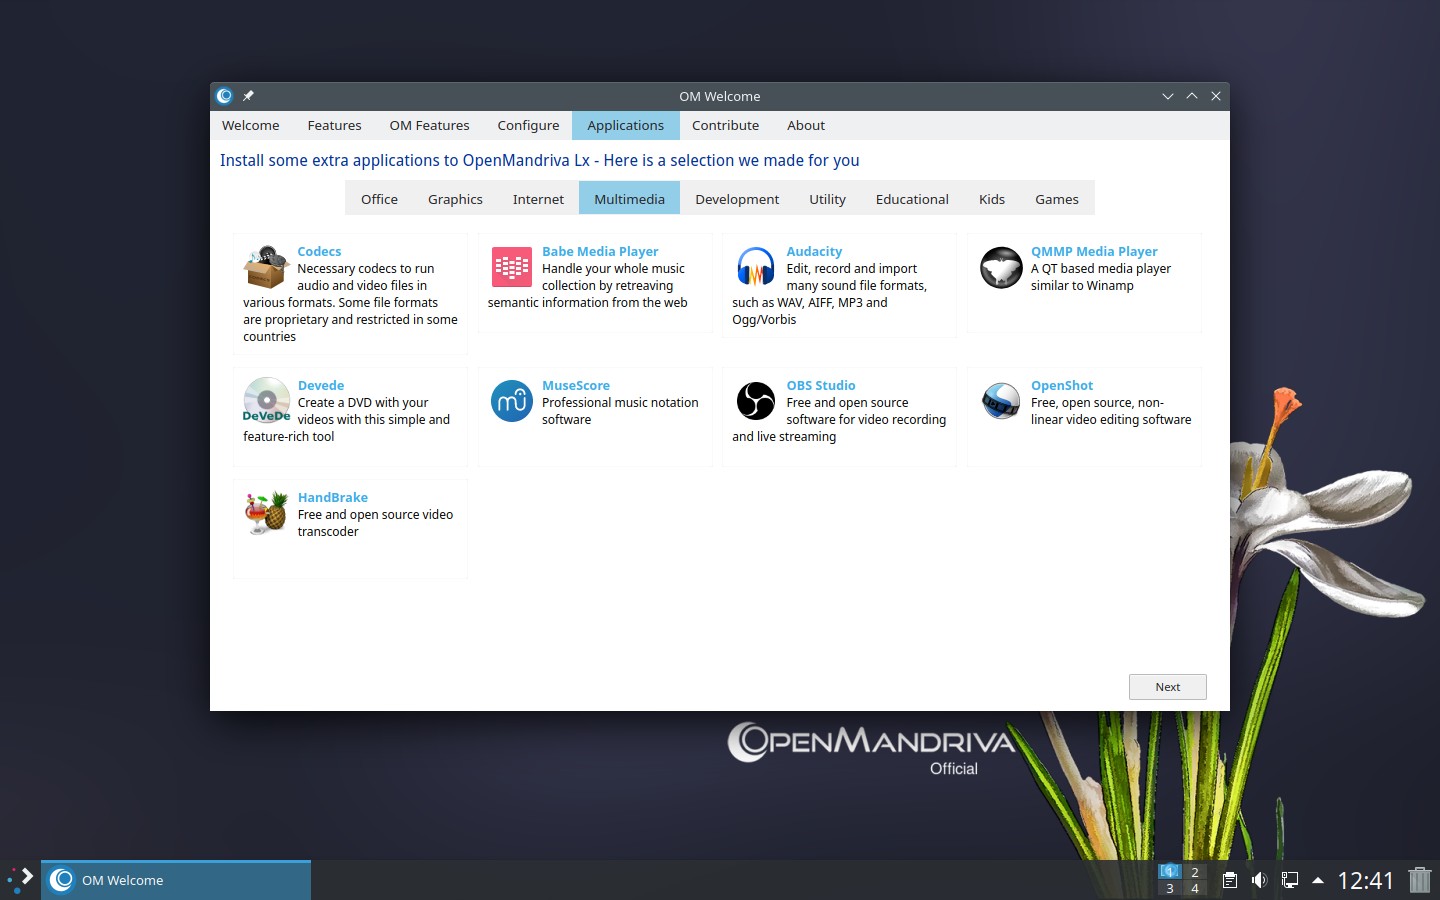 OM Welcome
Welcome Features OM Features Configure Applications Contribute About
Install some extra applications to OpenMandriva Lx - Here is a selection we made for you
Office Graphics Internet Multimedia Development Utility Educational Kids Games
Codecs
Necessary codecs to run
audio and video files in
various formats. Some file formats
are proprietary and restricted in some
countries
Babe Media Player
Handle your whole music
collection by retreaving
semantic information from the web
Audacity
Edit, record and import
many sound file formats,
such as WAV, AIFF, MP3 and
Ogg/Vorbis
QMMP Media Player
A QT based media player
similar to Winamp
DeVeDe
Devede
Create a DVD with your
videos with this simple and
feature-rich tool
MuseScore
Professional music notation
software
OBS Studio
Free and open source
software for video recording
and live streaming
OpenShot
Free, open source, non-
linear video editing software
HandBrake
Free and open source video
transcoder
Next
OpenMandriva
Official
OM Welcome
1 2
3 4
12:41